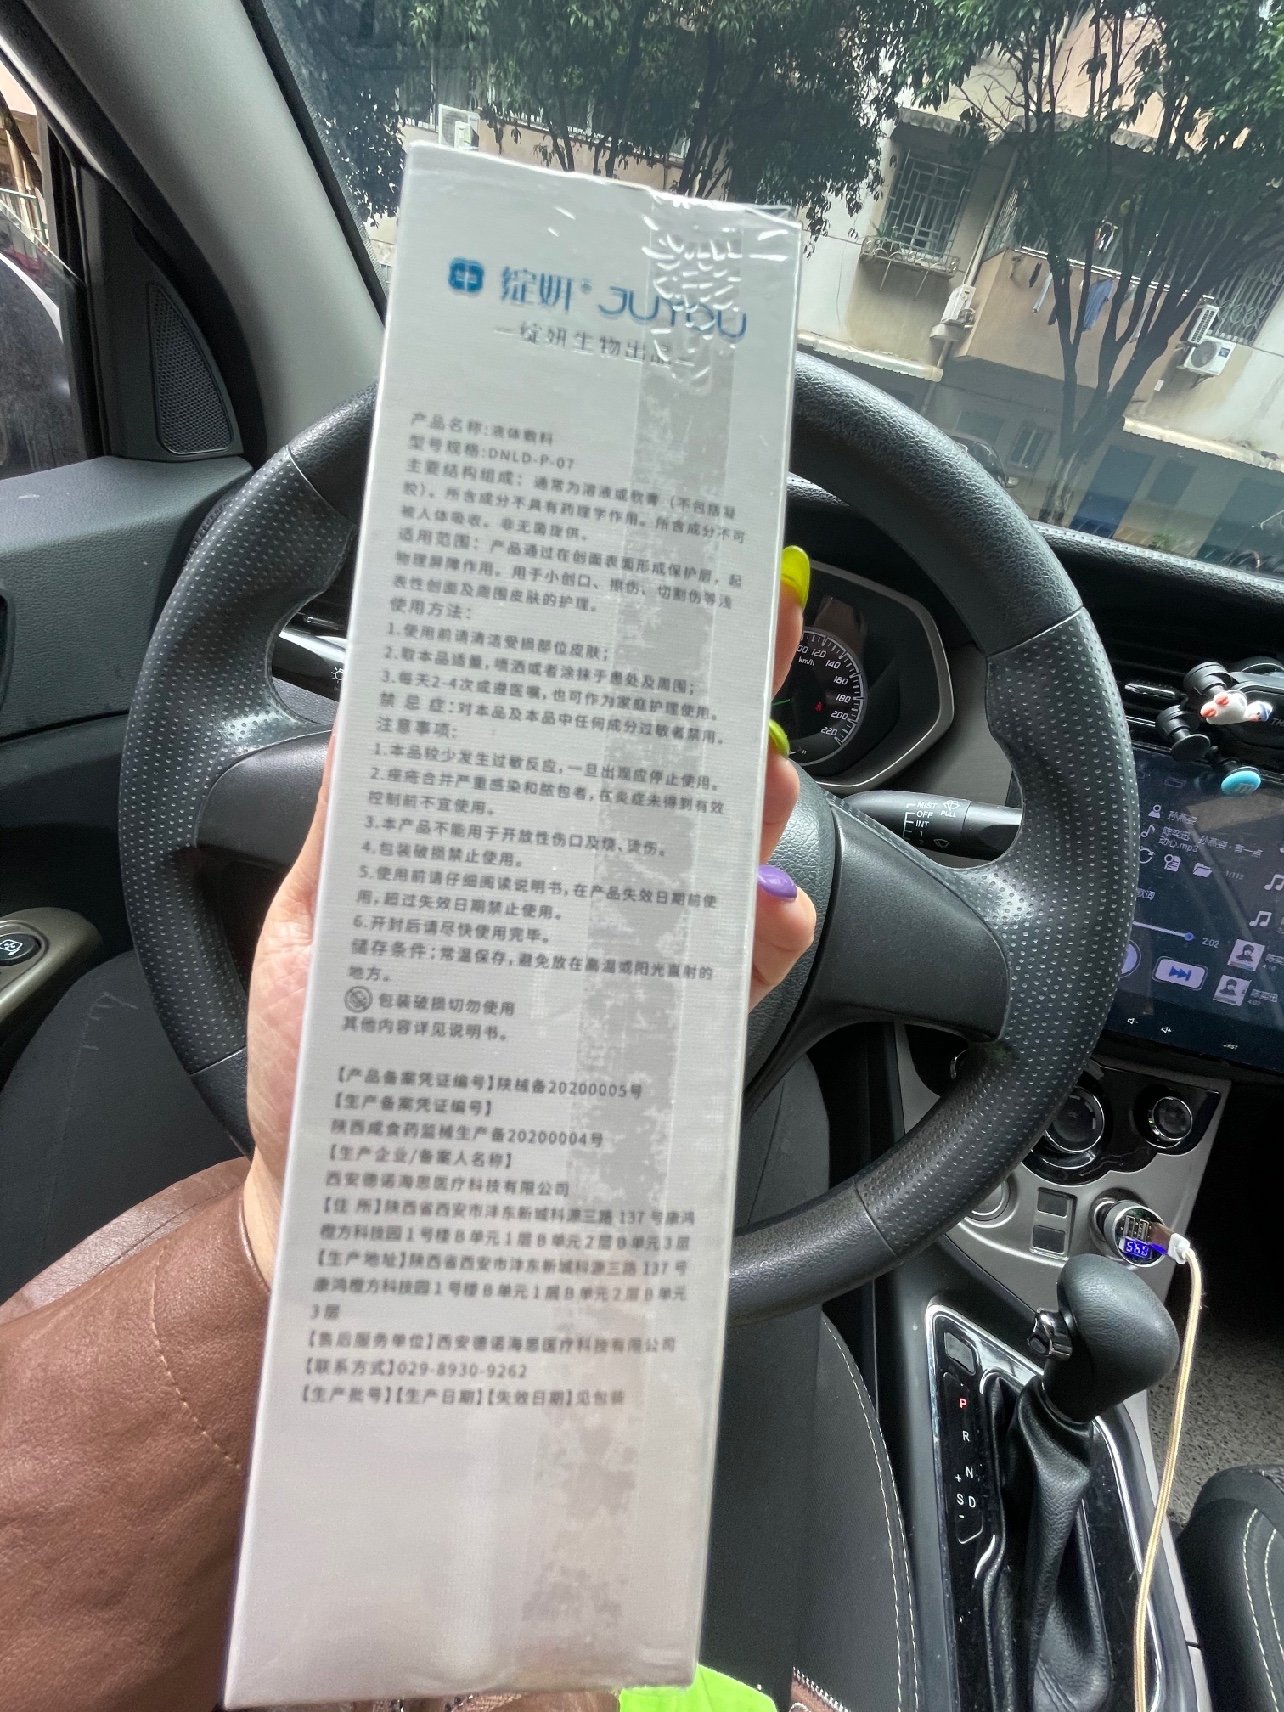 绽妍® JUYOU
—绽妍生物出品—
产品名称:液体敷料
型号规格:DNLD-P-07
主要结构组成：通常为溶液或软膏（不包括凝
胶）。所含成分不具有药理学作用。所含成分不可
被人体吸收。非无菌提供。
适用范围：产品通过在创面表面形成保护层，起
物理屏障作用。用于小创口、擦伤、切割伤等浅
表性创面及周围皮肤的护理。
使用方法：
1.使用前请清洁受损部位皮肤；
2.取本品适量,喷洒或者涂抹于患处及周围；
3.每天2-4次或遵医嘱,也可作为家庭护理使用。
禁 忌 症：对本品及本品中任何成分过敏者禁用。
注意事项：
1.本品较少发生过敏反应,一旦出现应停止使用。
2.痤疮合并严重感染和脓包者,在炎症未得到有效
控制前不宜使用。
3.本产品不能用于开放性伤口及烧、烫伤。
4.包装破损禁止使用。
5.使用前请仔细阅读说明书,在产品失效日期前使
用,超过失效日期禁止使用。
6.开封后请尽快使用完毕。
储存条件：常温保存,避免放在高温或阳光直射的
地方。
包装破损切勿使用
其他内容详见说明书。
【产品备案凭证编号】陕械备20200005号
【生产备案凭证编号】
陕西咸食药监械生产备20200004号
【生产企业/备案人名称】
西安德诺海思医疗科技有限公司
【住 所】陕西省西安市沣东新城科源三路 137 号康鸿
橙方科技园1号楼B单元1层B单元2层B单元3层
【生产地址】陕西省西安市沣东新城科源三路 137 号
康鸿橙方科技园1号楼B单元1层B单元2层B单元
3层
【售后服务单位】西安德诺海思医疗科技有限公司
【联系方式】029-8930-9262
【生产批号】【生产日期】【失效日期】见包装
120
140
160
180
200
220
km/h
MIST
OFF
INT
PULL
1/112
2:02
P
R
N
+
S D
-